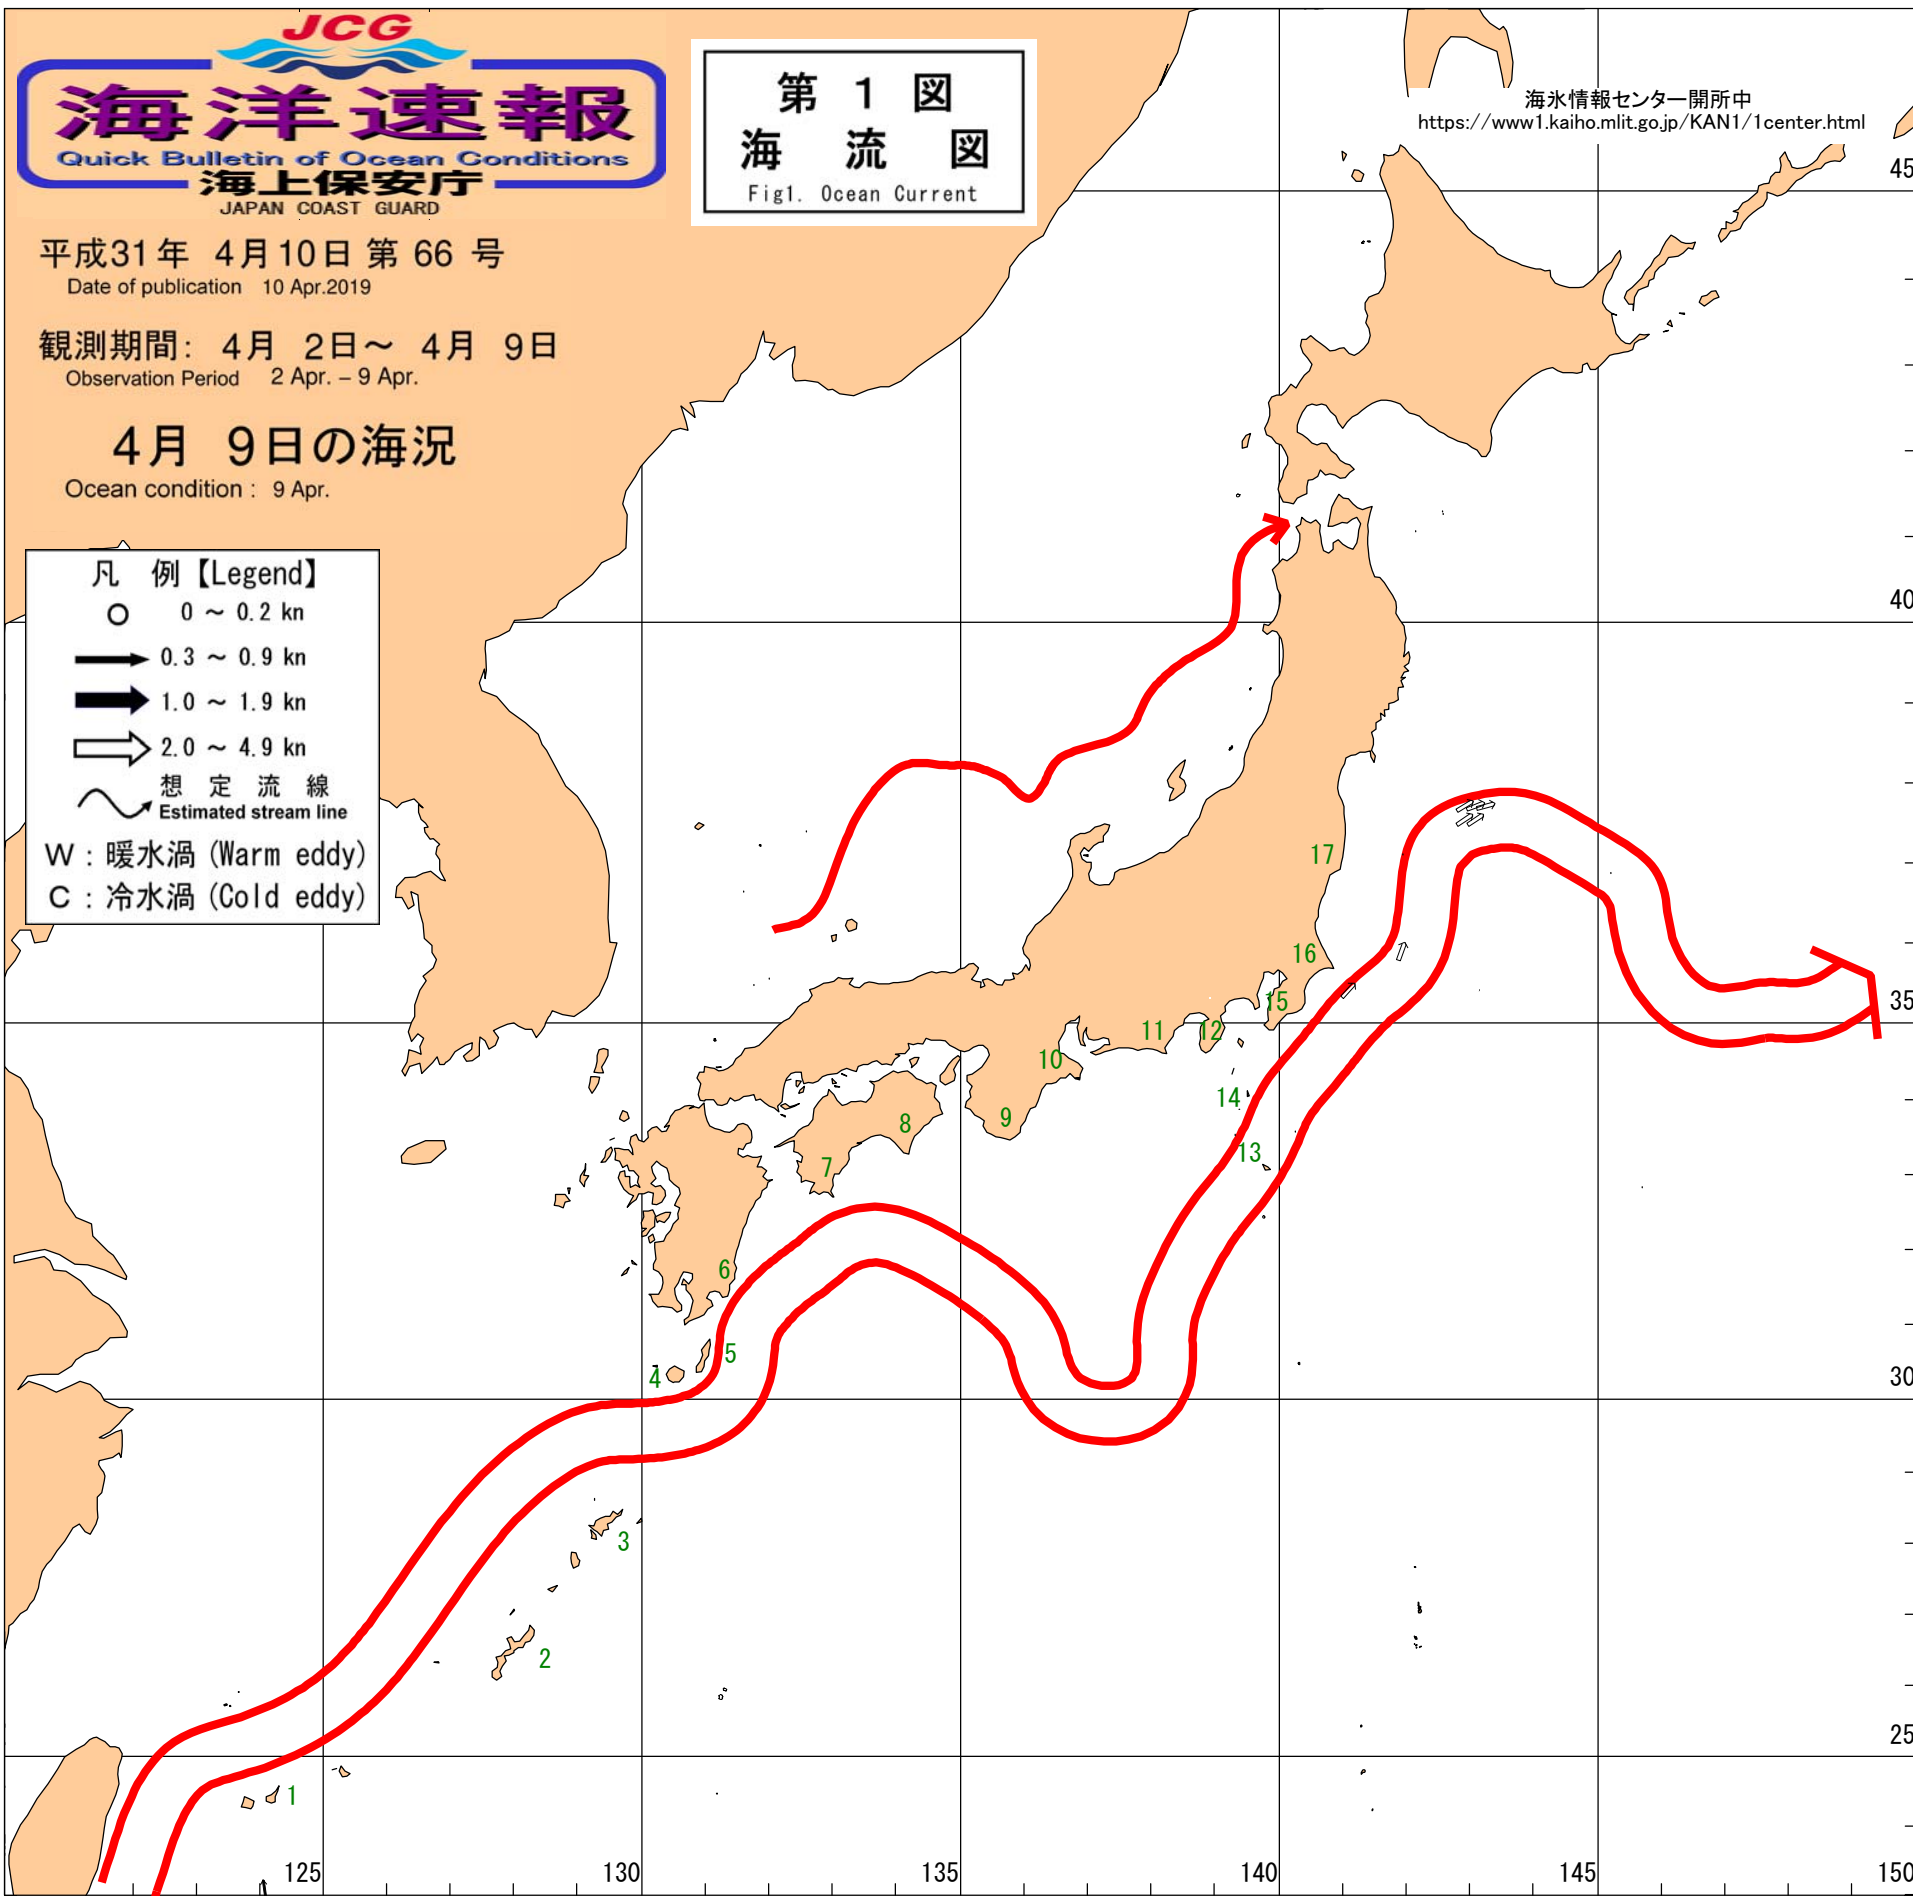 JCG
海洋速報
Quick Bulletin of Ocean Conditions
海上保安庁
JAPAN COAST GUARD
第 1 図
海 流 図
Fig1. Ocean Current
海氷情報センター開所中
https://www1.kaiho.mlit.go.jp/KAN1/1center.html
平成31年 4月10日 第 66 号
Date of publication 10 Apr.2019
観測期間: 4月 2日～ 4月 9日
Observation Period 2 Apr. – 9 Apr.
4月 9日の海況
Ocean condition : 9 Apr.
凡 例【Legend】
0 ～ 0.2 kn
0.3 ～ 0.9 kn
1.0 ～ 1.9 kn
2.0 ～ 4.9 kn
想 定 流 線
Estimated stream line
W : 暖水渦 (Warm eddy)
C : 冷水渦 (Cold eddy)
45
40
17
16
35
15
12
11
10
14
9
8
13
7
6
5
4
30
3
2
25
1
125
130
135
140
145
150